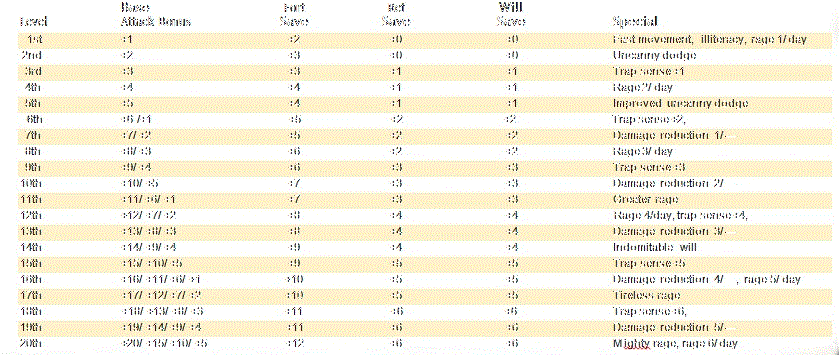 Base Fort Ref Will
Level Attack Bonus Save Save Save Special
1st +1 +2 +0 +0 Fast movement, illiteracy, rage 1/day
2nd +2 +3 +0 +0 Uncanny dodge
3rd +3 +3 +1 +1 Trap sense +1
4th +4 +4 +1 +1 Rage 2/day
5th +5 +4 +1 +1 Improved uncanny dodge
6th +6/+1 +5 +2 +2 Trap sense +2,
7th +7/+2 +5 +2 +2 Damage reduction 1/—
8th +8/+3 +6 +2 +2 Rage 3/day
9th +9/+4 +6 +3 +3 Trap sense +3
10th +10/+5 +7 +3 +3 Damage reduction 2/
11th +11/+6/+1 +7 +3 +3 Greater rage
12th +12/+7/+2 +8 +4 +4 Rage 4/day, trap sense +4,
13th +13/+8/+3 +8 +4 +4 Damage reduction 3/—
14th +14/+9/+4 +9 +4 +4 Indomitable will
15th +15/+10/+5 +9 +5 +5 Trap sense +5
16th +16/+11/+6/+1 +10 +5 +5 Damage reduction 4/—, rage 5/day
17th +17/+12/+7/+2 +10 +5 +5 Tireless rage
18th +18/+13/+8/+3 +11 +6 +6 Trap sense +6,
19th +19/+14/+9/+4 +11 +6 +6 Damage reduction 5/—
20th +20/+15/+10/+5 +12 +6 +6 Mighty rage, rage 6/day